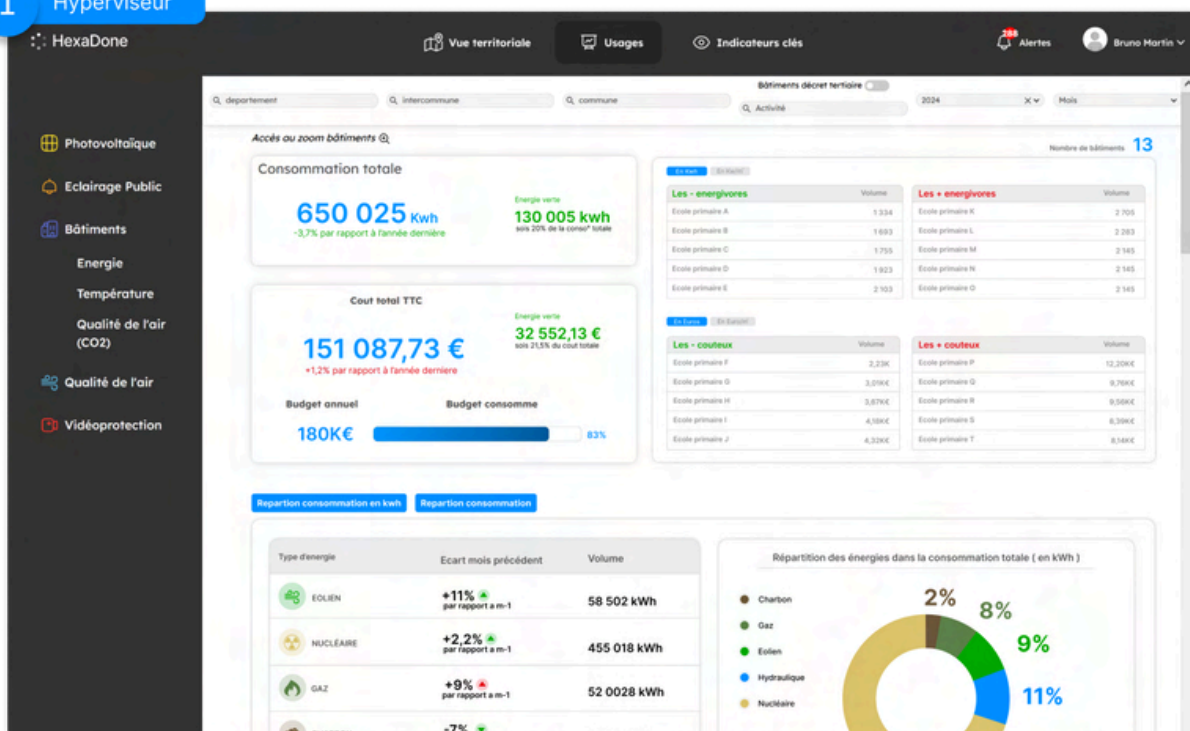 1 Hyperviseur
HexaDone
Vue territoriale
Usages
Indicateurs clés
288
Alertes
Bruno Martin
Photovoltaïque
Eclairage Public
Bâtiments
Energie
Température
Qualité de l'air
(CO2)
Qualité de l'air
Vidéoprotection
Bâtiments décret tertiaire
departement
intercommune
commune
Activité
2024
Mois
Accès au zoom bâtiments
Nombre de bâtiments 13
Consommation totale
650 025 Kwh
-3,7% par rapport à l'année dernière
Energie verte
130 005 kwh
sois 20% de la conso° totale
Cout total TTC
151 087,73 €
+1,2% par rapport à l'année derniere
Energie verte
32 552,13 €
sois 21,5% du cout totale
Budget annuel
Budget consomme
180K€
83%
En Kwh
Les - energivores Volume
Ecole primaire A 1 334
Ecole primaire B 1 693
Ecole primaire C 1 755
Ecole primaire D 1 923
Ecole primaire E 2 103
Les + energivores Volume
Ecole primaire K 2 705
Ecole primaire L 2 283
Ecole primaire M 2 145
Ecole primaire N 2 145
Ecole primaire O 2 145
En Euros
Les - couteux Volume
Ecole primaire F 2,23K
Ecole primaire G 3,01K€
Ecole primaire H 3,87K€
Ecole primaire I 4,18K€
Ecole primaire J 4,32K€
Les + couteux Volume
Ecole primaire P 12,20K€
Ecole primaire Q 9,76K€
Ecole primaire R 9,56K€
Ecole primaire S 8,39K€
Ecole primaire T 8,14K€
Repartion consommation en kwh
Repartion consommation
Type d'energie
Ecart mois précédent
Volume
EOLIEN
+11%
par rapport a m-1
58 502 kWh
NUCLÉAIRE
+2,2%
par rapport a m-1
455 018 kWh
GAZ
+9%
par rapport a m-1
52 0028 kWh
-7%
Répartition des énergies dans la consommation totale ( en kWh )
Charbon
Gaz
Eolien
Hydraulique
Nucléaire
2%
8%
9%
11%